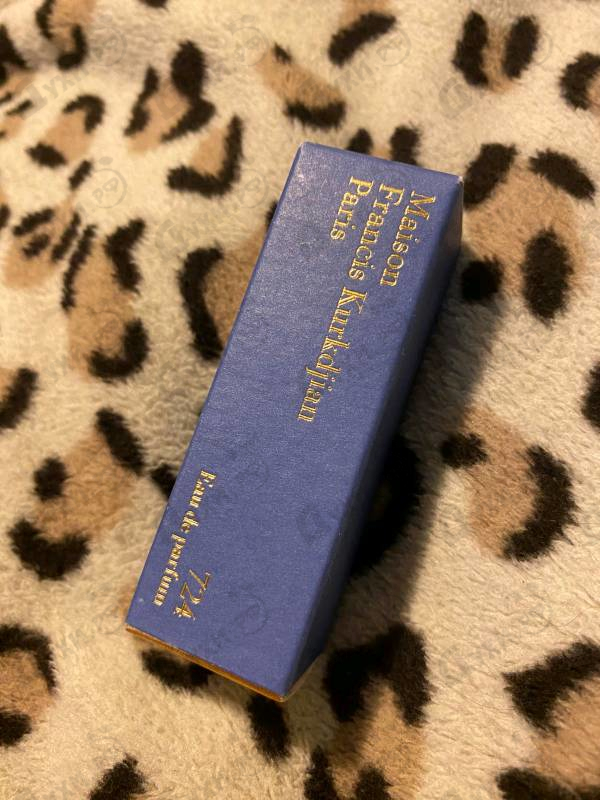 Maison
Francis Kurkdjian
Paris
724
Eau de parfum